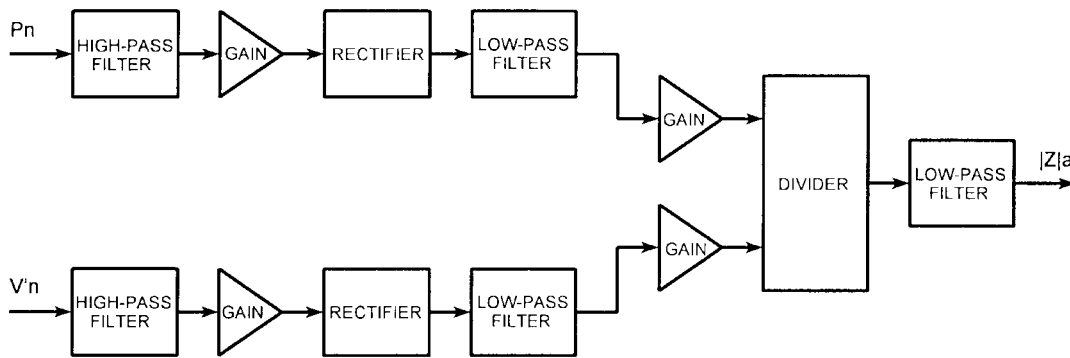 Pn
HIGH-PASS
FILTER
GAIN
RECTIFIER
LOW-PASS
FILTER
GAIN
DIVIDER
LOW-PASS
FILTER
|Z|a
GAIN
V'n
HIGH-PASS
FILTER
GAIN
RECTIFIER
LOW-PASS
FILTER